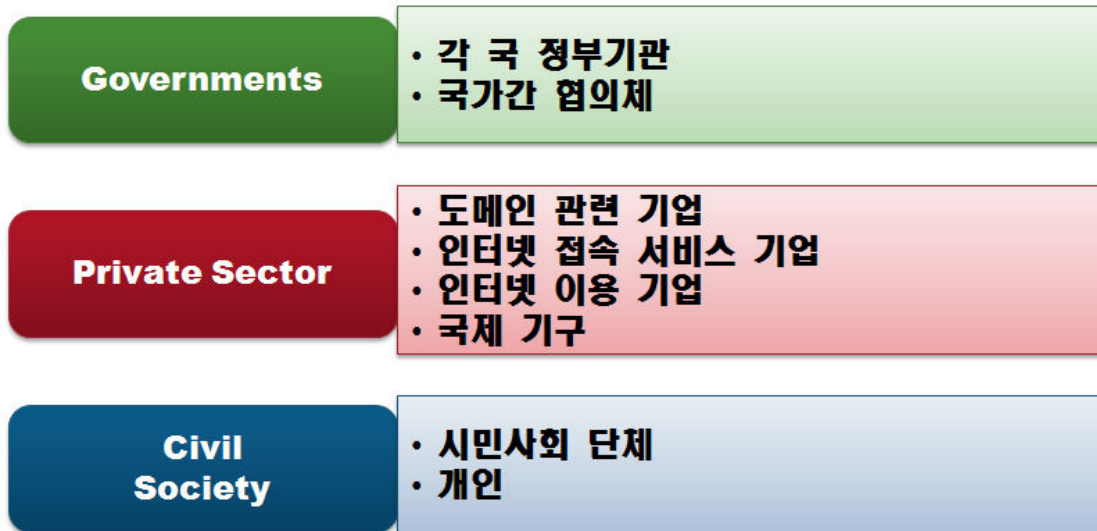 Governments
• 각 국 정부기관
• 국가간 협의체
Private Sector
• 도메인 관련 기업
• 인터넷 접속 서비스 기업
• 인터넷 이용 기업
• 국제 기구
Civil
Society
• 시민사회 단체
• 개인